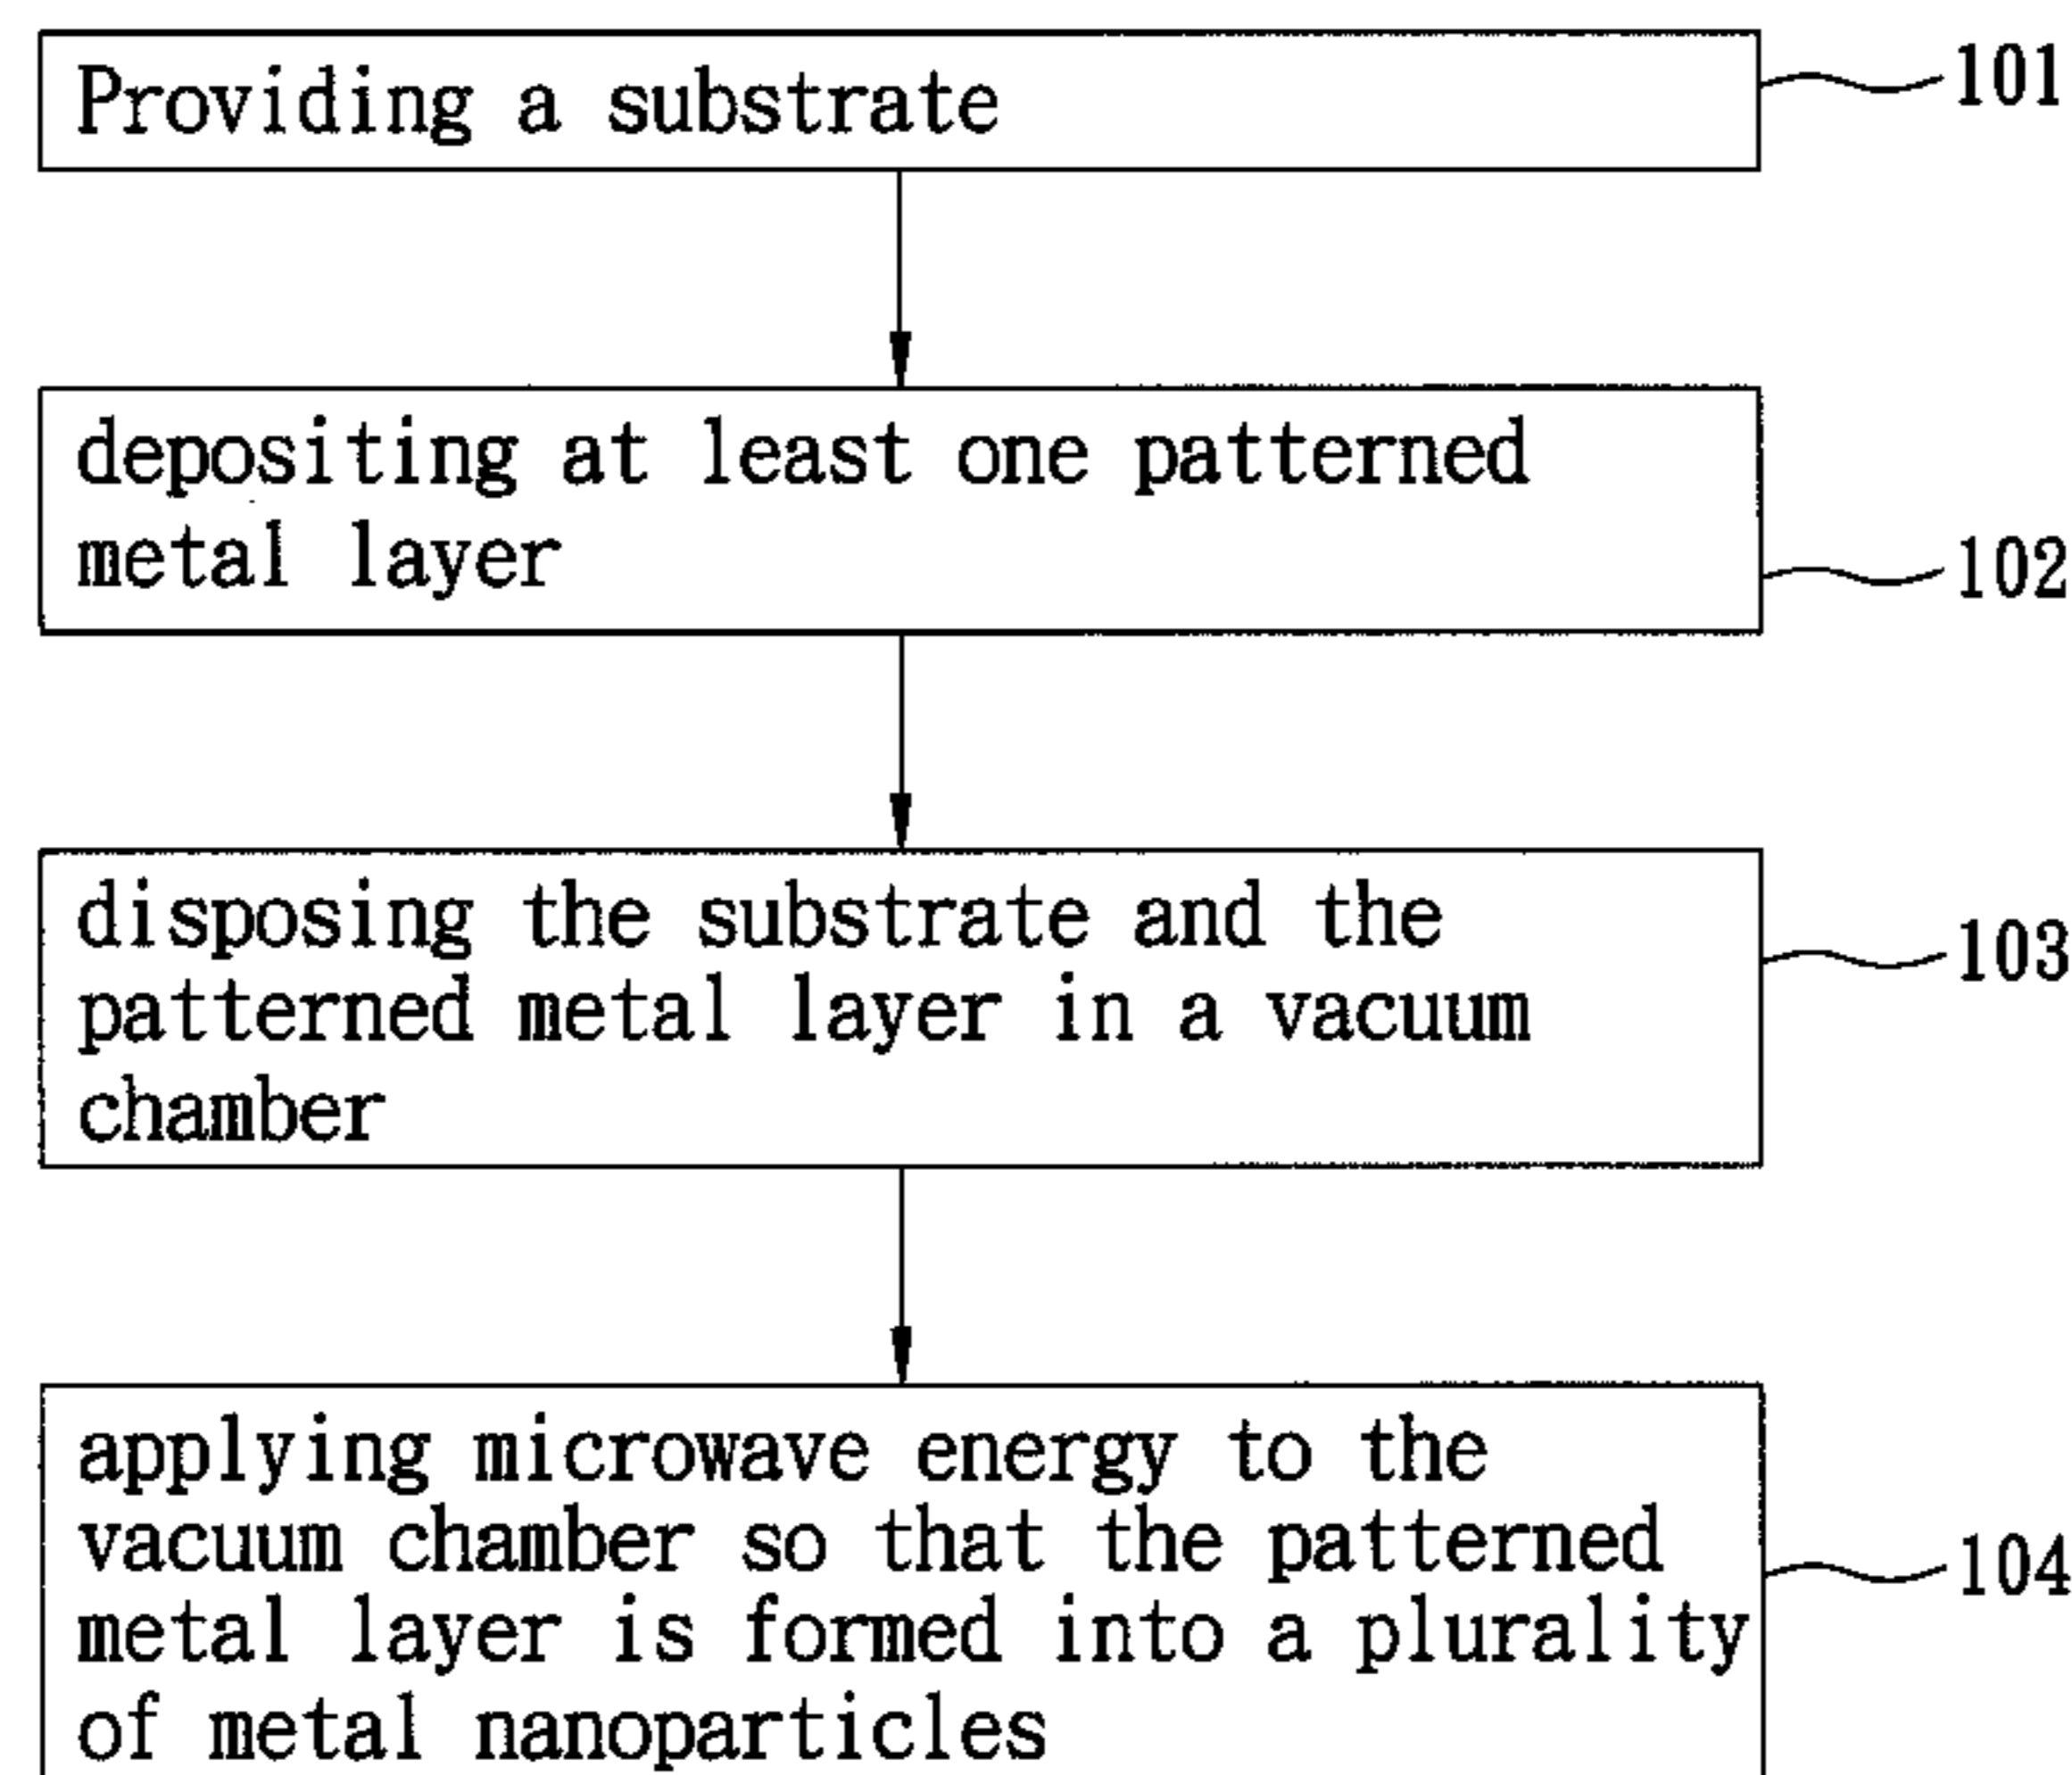 Providing a substrate
101
depositing at least one patterned
metal layer
102
disposing the substrate and the
patterned metal layer in a vacuum
chamber
103
applying microwave energy to the
vacuum chamber so that the patterned
metal layer is formed into a plurality
of metal nanoparticles
104